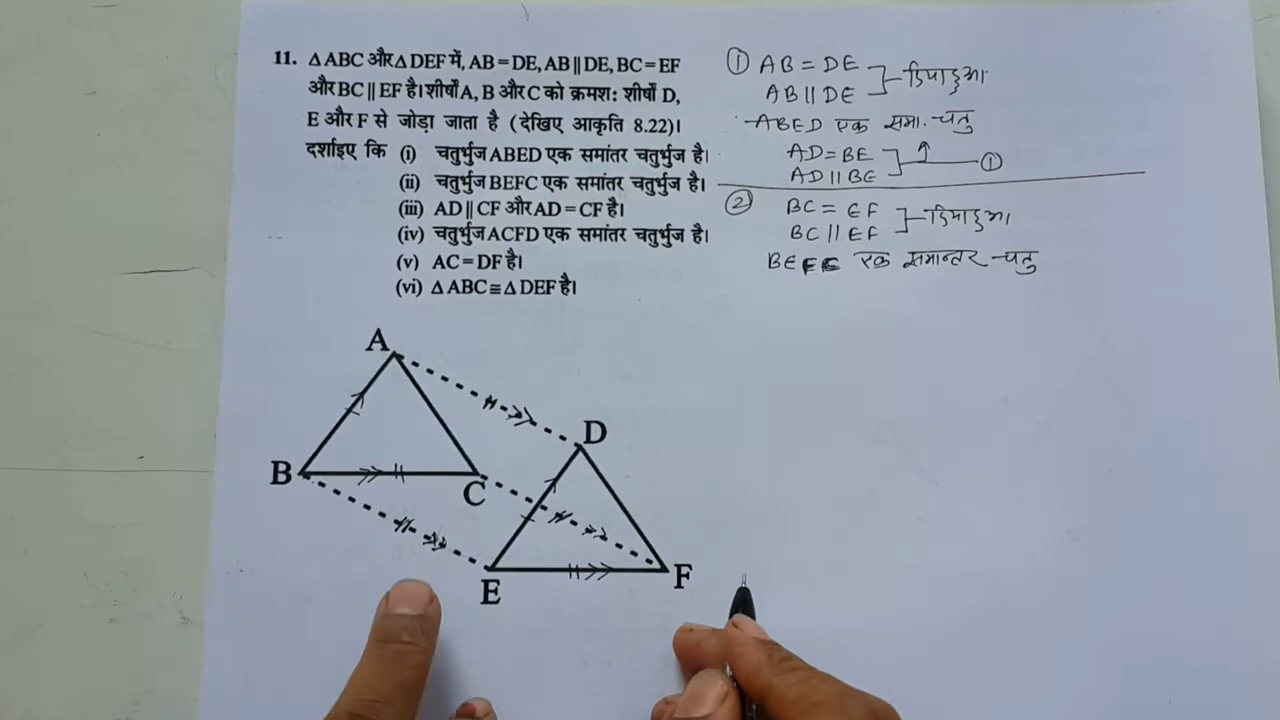 11. Δ ABC और Δ DEF में, AB = DE, AB || DE, BC = EF
और BC || EF है। शीर्षों A, B और C को क्रमश: शीर्षों D,
E और F से जोड़ा जाता है (देखिए आकृति 8.22)।
दर्शाइए कि (i) चतुर्भुज ABED एक समांतर चतुर्भुज है।
(ii) चतुर्भुज BEFC एक समांतर चतुर्भुज है।
(iii) AD || CF और AD = CF है।
(iv) चतुर्भुज ACFD एक समांतर चतुर्भुज है।
(v) AC = DF है।
(vi) Δ ABC ≅ Δ DEF है।
① AB = DE
AB || DE
दिया हुआ
ABED एक समा. चतु
AD = BE
AD || BE
①
② BC = EF
BC || EF
दिया हुआ
BEFC एक समान्तर चतु
A
D
B
C
E
F